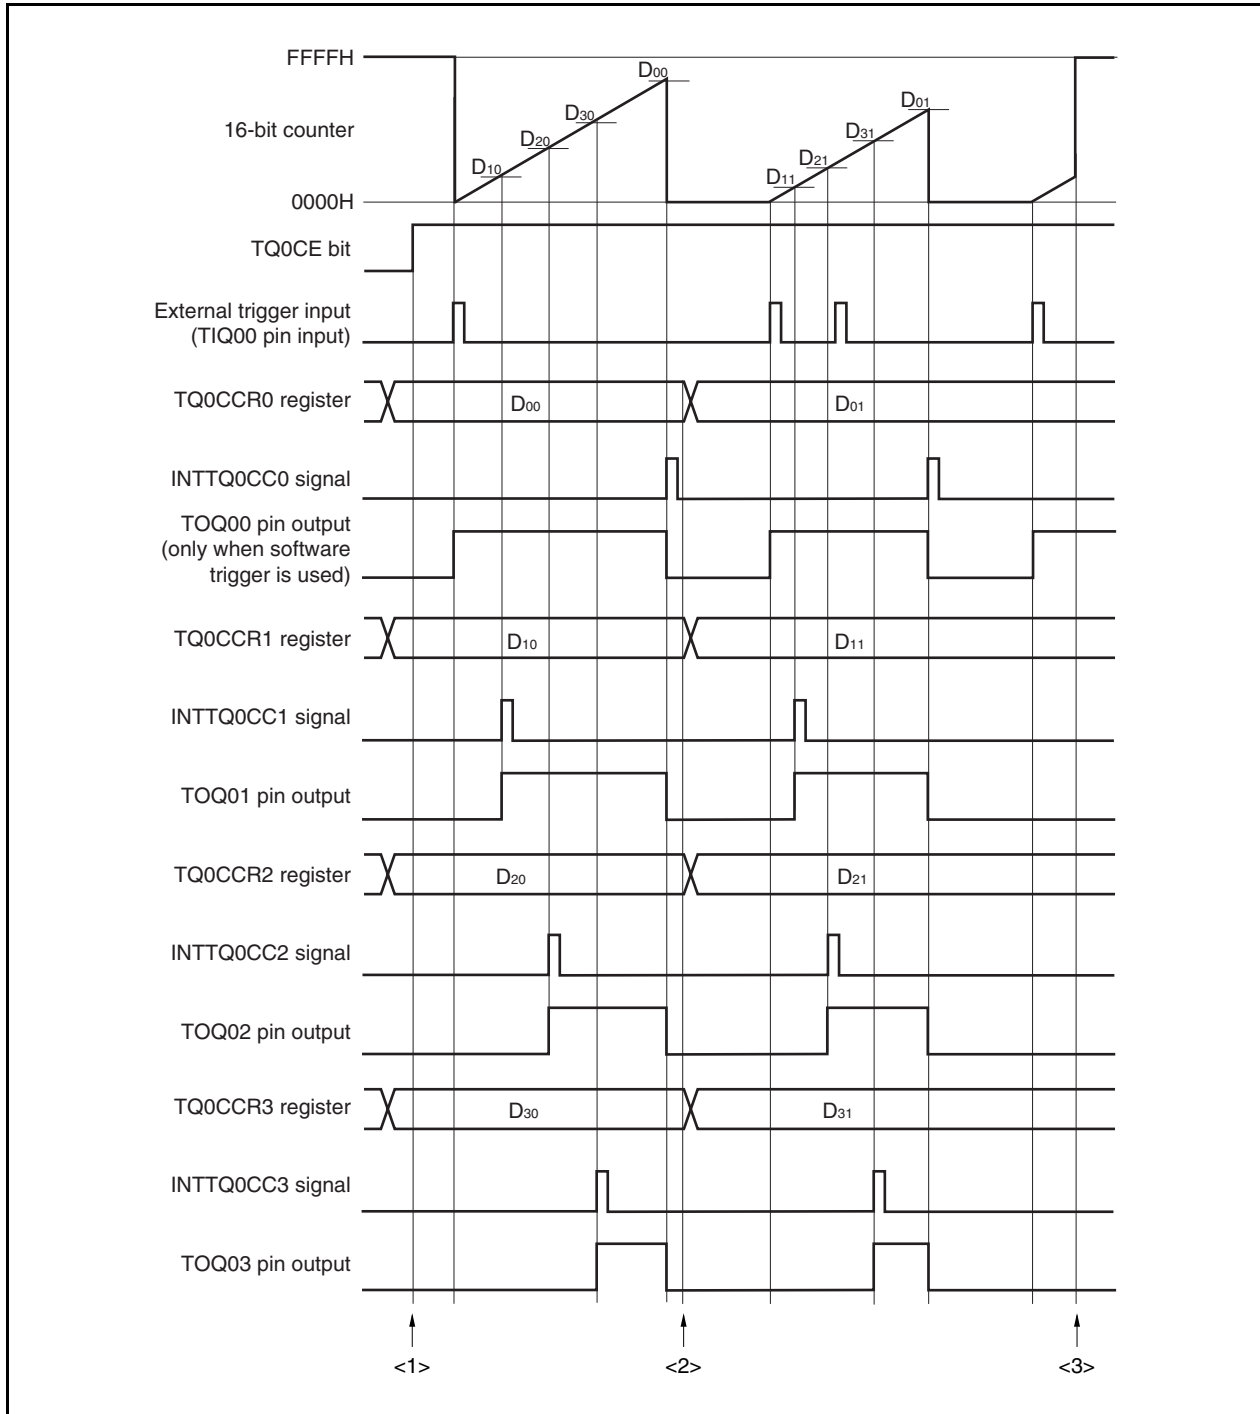 FFFFH
D00
D30
D20
D10
D01
D31
D21
D11
16-bit counter
0000H
TQ0CE bit
External trigger input
(TIQ00 pin input)
TQ0CCR0 register
D00
D01
INTTQ0CC0 signal
TOQ00 pin output
(only when software
trigger is used)
TQ0CCR1 register
D10
D11
INTTQ0CC1 signal
TOQ01 pin output
TQ0CCR2 register
D20
D21
INTTQ0CC2 signal
TOQ02 pin output
TQ0CCR3 register
D30
D31
INTTQ0CC3 signal
TOQ03 pin output
<1>
<2>
<3>